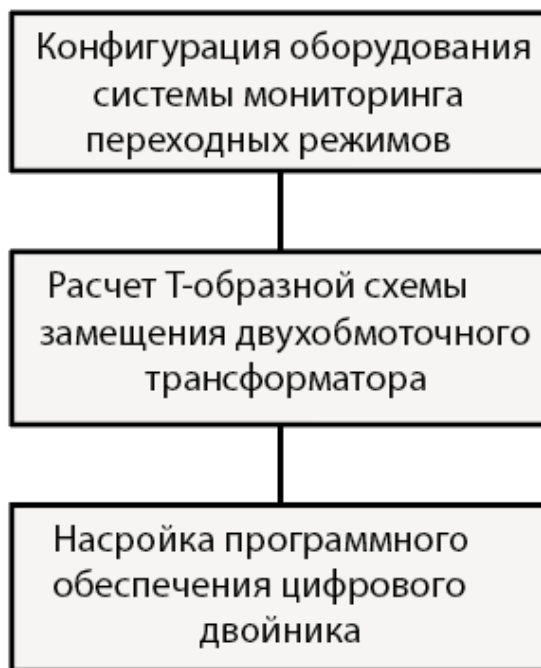 Конфигурация оборудования
системы мониторинга
переходных режимов
Расчет Т-образной схемы
замещения двухобмоточного
трансформатора
Насройка программного
обеспечения цифрового
двойника